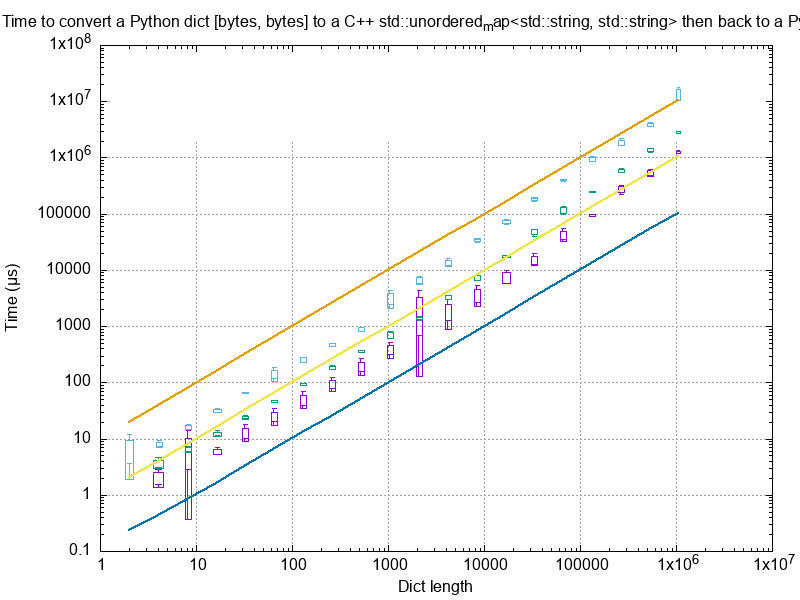 Time to convert a Python dict [bytes, bytes] to a C++ std::unordered_map<std::string, std::string> then back to a Py
1x10^8
1x10^7
1x10^6
100000
10000
1000
100
10
1
0.1
Time (µs)
1 10 100 1000 10000 100000 1x10^6 1x10^7
Dict length